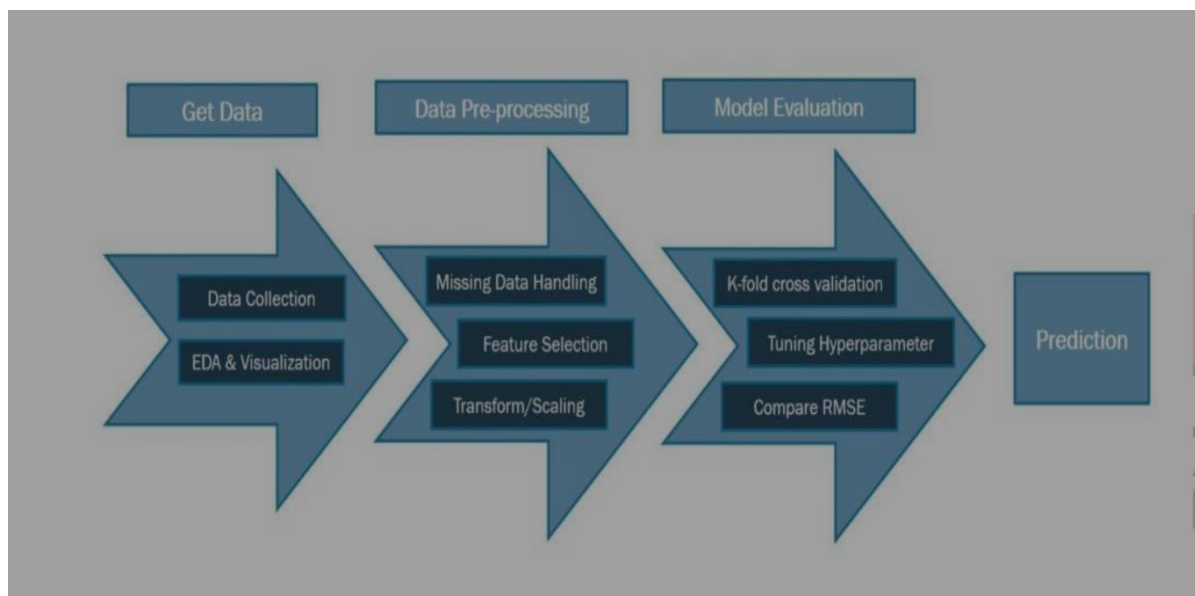 Get Data
Data Pre-processing
Model Evaluation
Data Collection
EDA & Visualization
Missing Data Handling
Feature Selection
Transform/Scaling
K-fold cross validation
Tuning Hyperparameter
Compare RMSE
Prediction